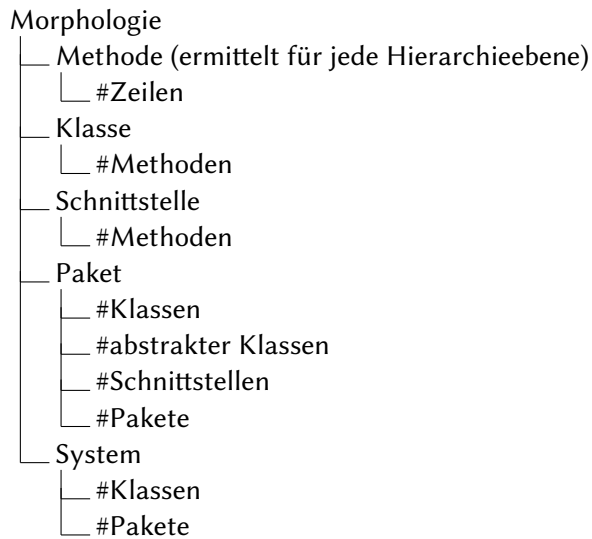 Morphologie
Methode (ermittelt für jede Hierarchieebene)
#Zeilen
Klasse
#Methoden
Schnittstelle
#Methoden
Paket
#Klassen
#abstrakter Klassen
#Schnittstellen
#Pakete
System
#Klassen
#Pakete